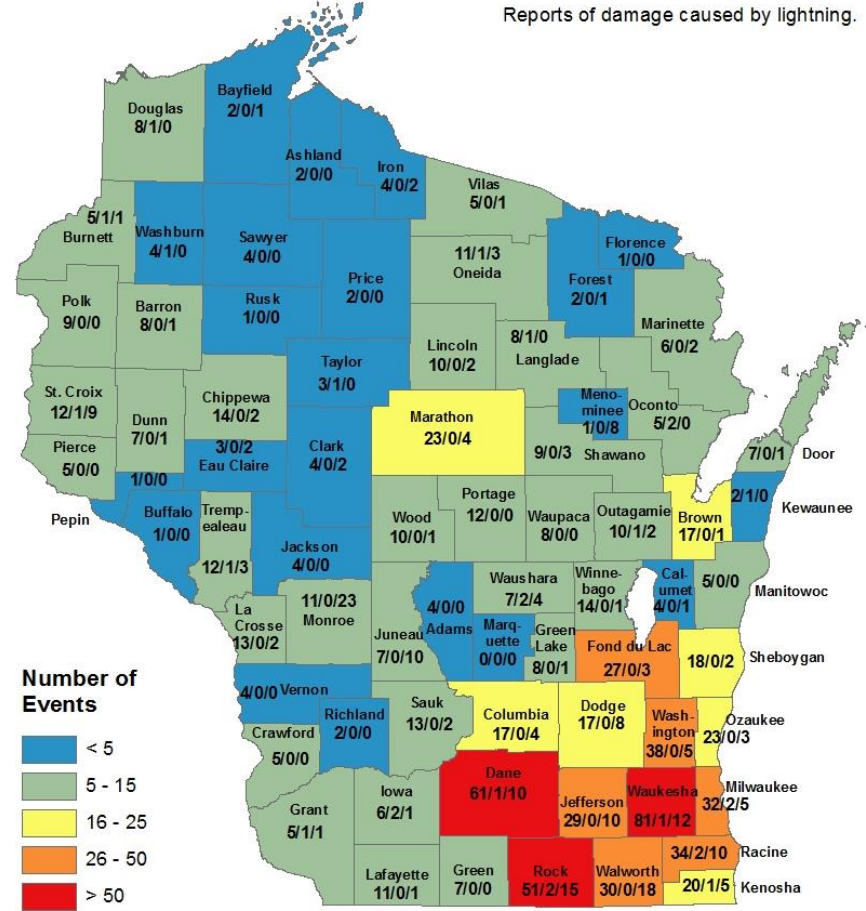 Reports of damage caused by lightning.
Douglas
8/1/0
Bayfield
2/0/1
Ashland
2/0/0
Iron
4/0/2
Vilas
5/0/1
5/1/1
Burnett
Washburn
4/1/0
Sawyer
4/0/0
Price
2/0/0
11/1/3
Oneida
Forest
2/0/1
Florence
1/0/0
Marinette
6/0/2
Polk
9/0/0
Barron
8/0/1
Rusk
1/0/0
Taylor
3/1/0
Lincoln
10/0/2
8/1/0
Langlade
St. Croix
12/1/9
Dunn
7/0/1
Chippewa
14/0/2
Clark
4/0/2
Marathon
23/0/4
Meno-
minee
1/0/8
Oconto
5/2/0
Pierce
5/0/0
3/0/2
Eau Claire
9/0/3
Shawano
7/0/1
Door
1/0/0
Pepin
Buffalo
1/0/0
Tremp-
ealeau
12/1/3
Jackson
4/0/0
Wood
10/0/1
Portage
12/0/0
Waupaca
8/0/0
Outagamie
10/1/2
Brown
17/0/1
2/1/0
Kewaunee
La
Crosse
13/0/2
11/0/23
Monroe
Juneau
7/0/10
4/0/0
Adams
Waushara
7/2/4
Winne-
bago
14/0/1
Cal-
umet
4/0/1
5/0/0
Manitowoc
Marq-
uette
0/0/0
Green
Lake
8/0/1
Fond du Lac
27/0/3
18/0/2
Sheboygan
4/0/0 Vernon
Richland
2/0/0
Sauk
13/0/2
Columbia
17/0/4
Dodge
17/0/8
Wash-
ington
38/0/5
Ozaukee
23/0/3
Crawford
5/0/0
Grant
5/1/1
Iowa
6/2/1
Dane
61/1/10
Jefferson
29/0/10
Waukesha
81/1/12
Milwaukee
32/2/5
Lafayette
11/0/1
Green
7/0/0
Rock
51/2/15
Walworth
30/0/18
34/2/10
Racine
20/1/5
Kenosha
Number of
Events
< 5
5 - 15
16 - 25
26 - 50
> 50